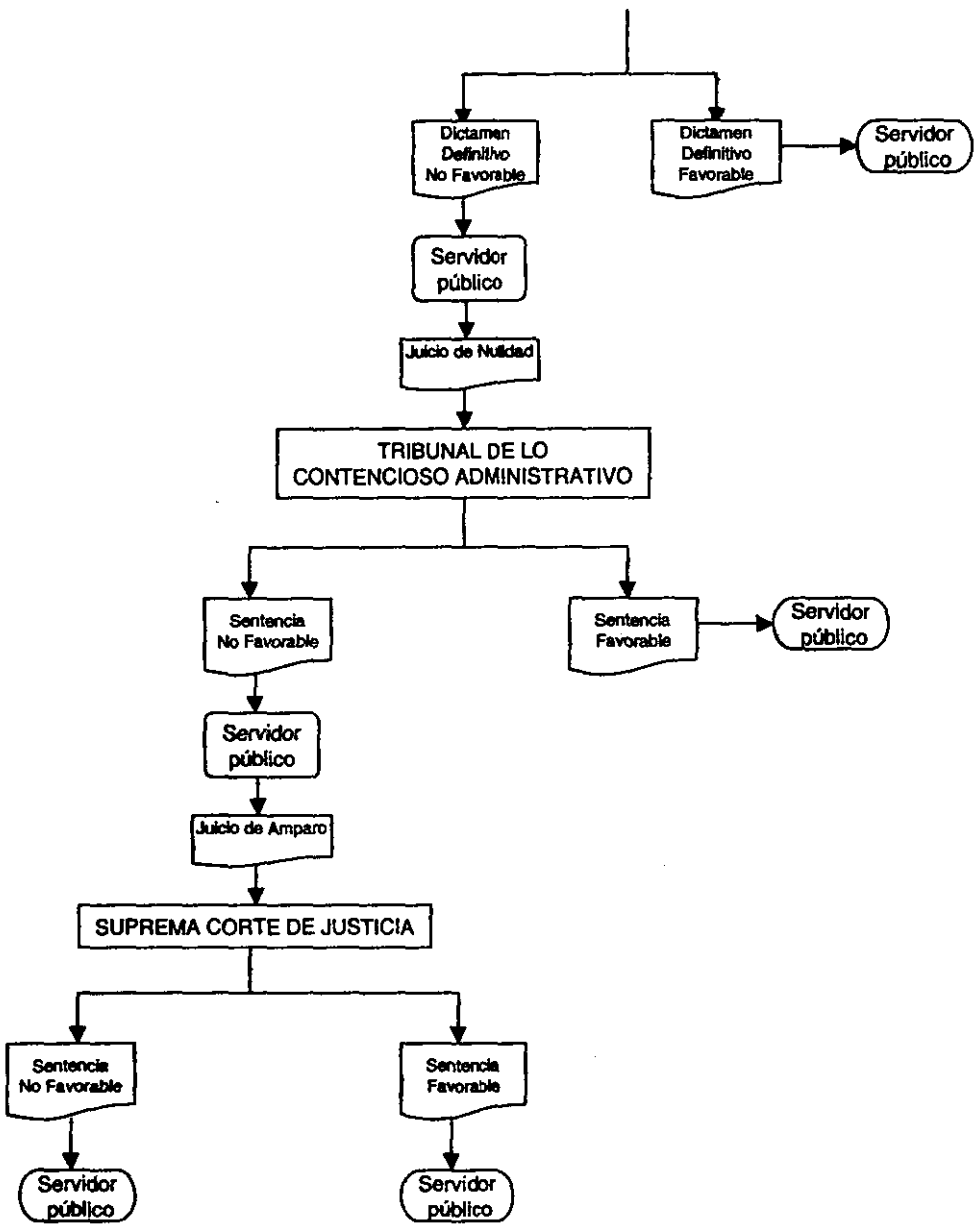 Dictamen
Definitivo
No Favorable
Dictamen
Definitivo
Favorable
Servidor
público
Servidor
público
Juicio de Nulidad
TRIBUNAL DE LO
CONTENCIOSO ADMINISTRATIVO
Sentencia
No Favorable
Sentencia
Favorable
Servidor
público
Servidor
público
Juicio de Amparo
SUPREMA CORTE DE JUSTICIA
Sentencia
No Favorable
Sentencia
Favorable
Servidor
público
Servidor
público